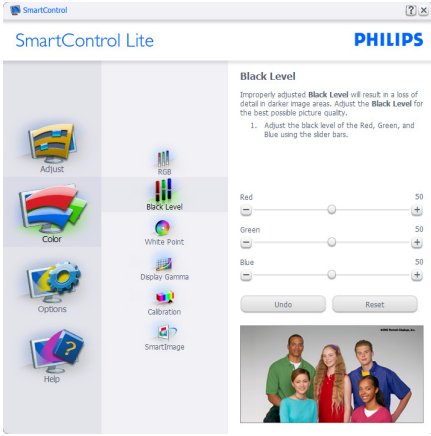 SmartControl
SmartControl Lite
PHILIPS
Adjust
Color
Options
Help
RGB
Black Level
White Point
Display Gamma
Calibration
SmartImage
Black Level
Improperly adjusted Black Level will result in a loss of
detail in darker image areas. Adjust the Black Level for
the best possible picture quality.
1. Adjust the black level of the Red, Green, and
Blue using the slider bars.
Red 50
Green 50
Blue 50
Undo Reset